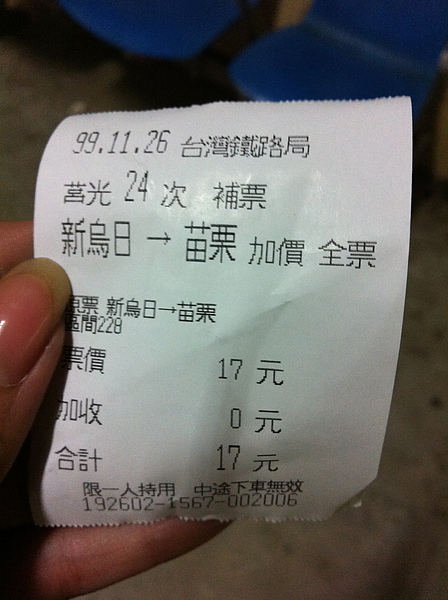 99.11.26 台灣鐵路局
莒光 24 次 補票
新烏日 → 苗栗 加價 全票
原票 新烏日→苗栗
區間228
票價 17 元
加收 0 元
合計 17 元
限一人持用 中途下車無效
192602-1567-002006